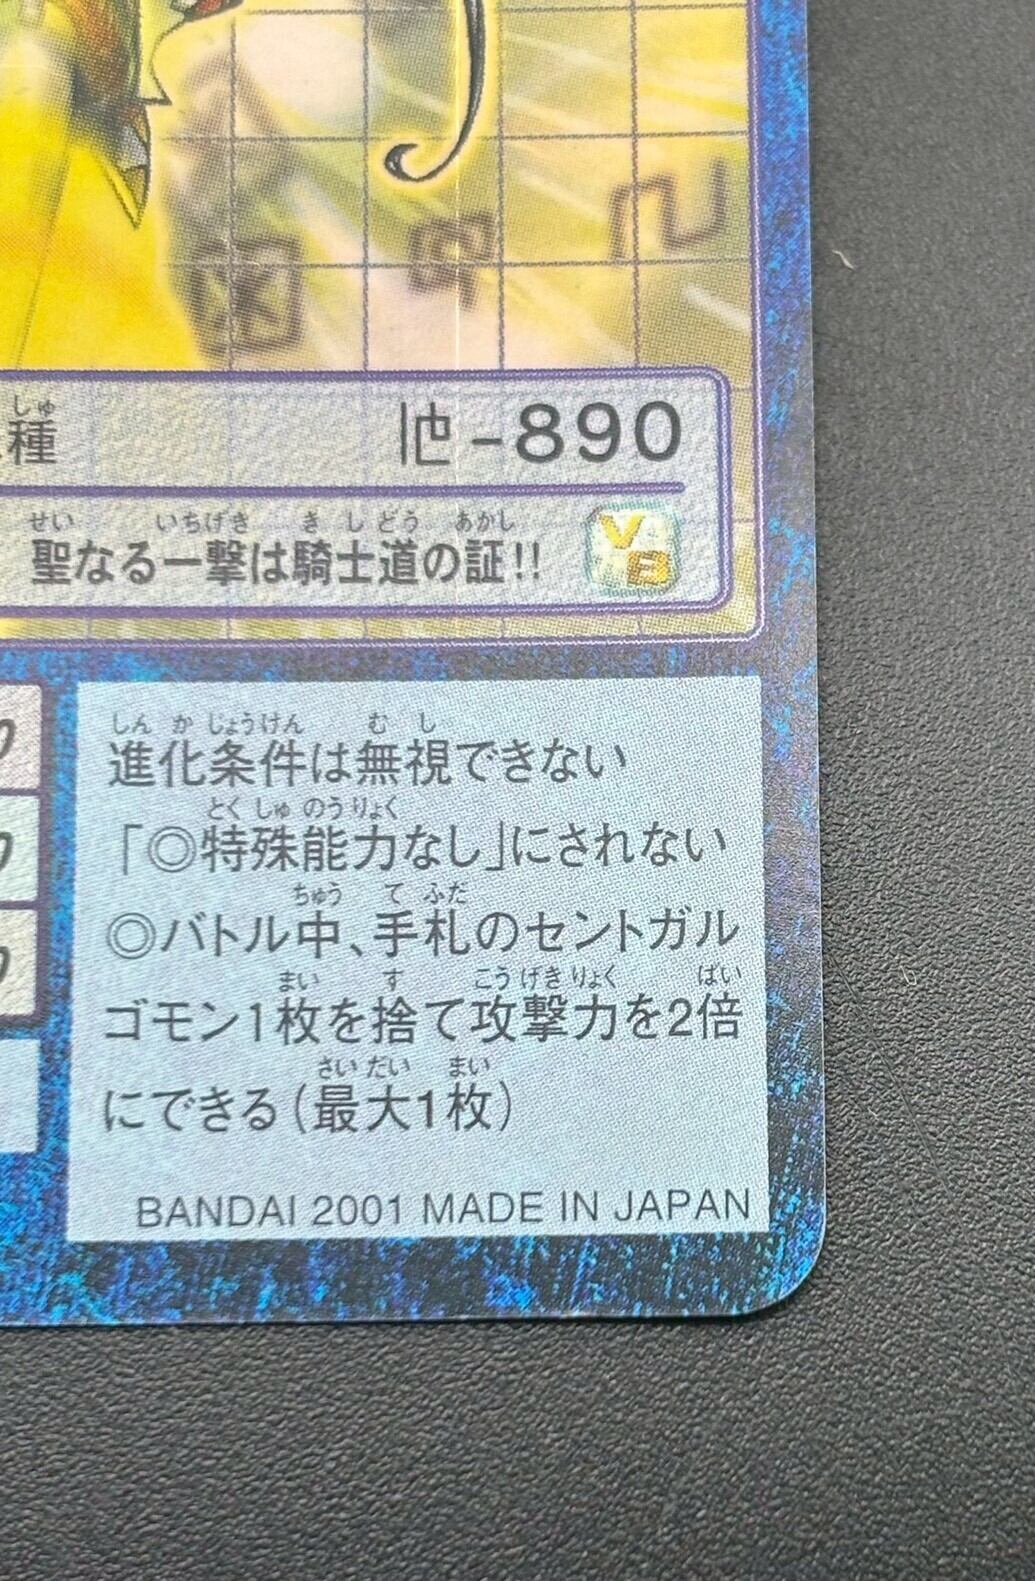 種 -890
聖なる一撃は騎士道の証!!
VB
進化条件は無視できない
「◎特殊能力なし」にされない
◎バトル中、手札のセントガル
ゴモン1枚を捨て攻撃力を2倍
にできる(最大1枚)
BANDAI 2001 MADE IN JAPAN